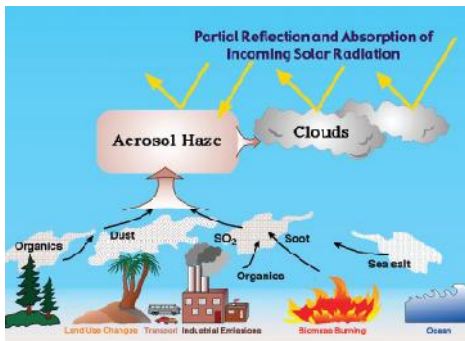 Partial Reflection and Absorption of
Incoming Solar Radiation
Aerosol Haze
Clouds
Organics
Dust
SO2
Soot
Organics
Sea salt
Land Use Changes
Transport
Industrial Emissions
Biomass Burning
Ocean